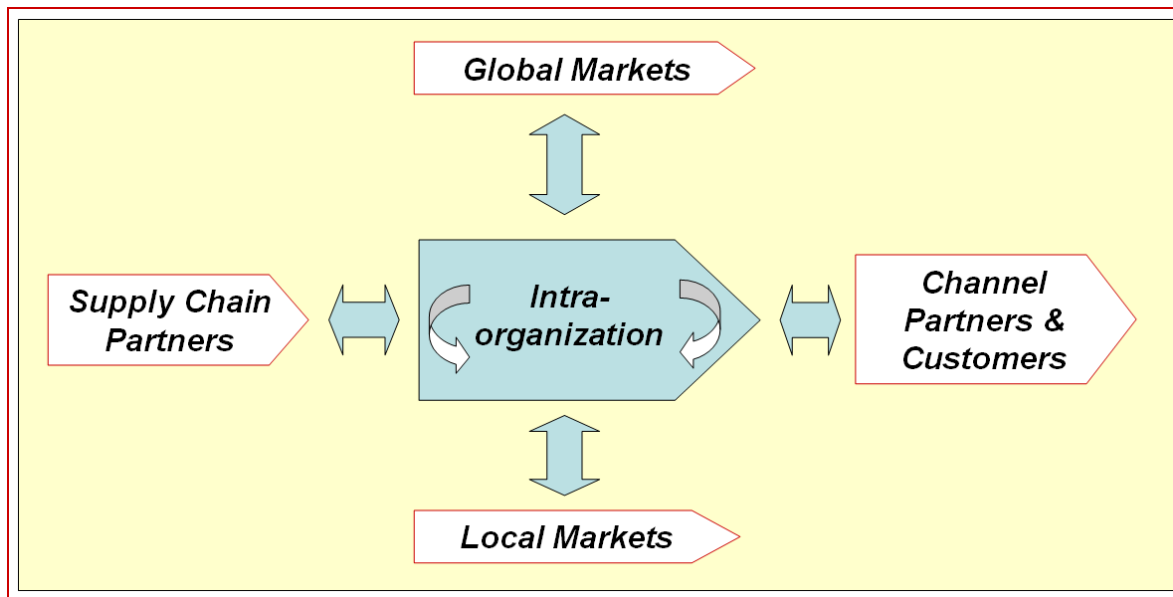 Global Markets
Supply Chain
Partners
Intra-
organization
Channel
Partners &
Customers
Local Markets